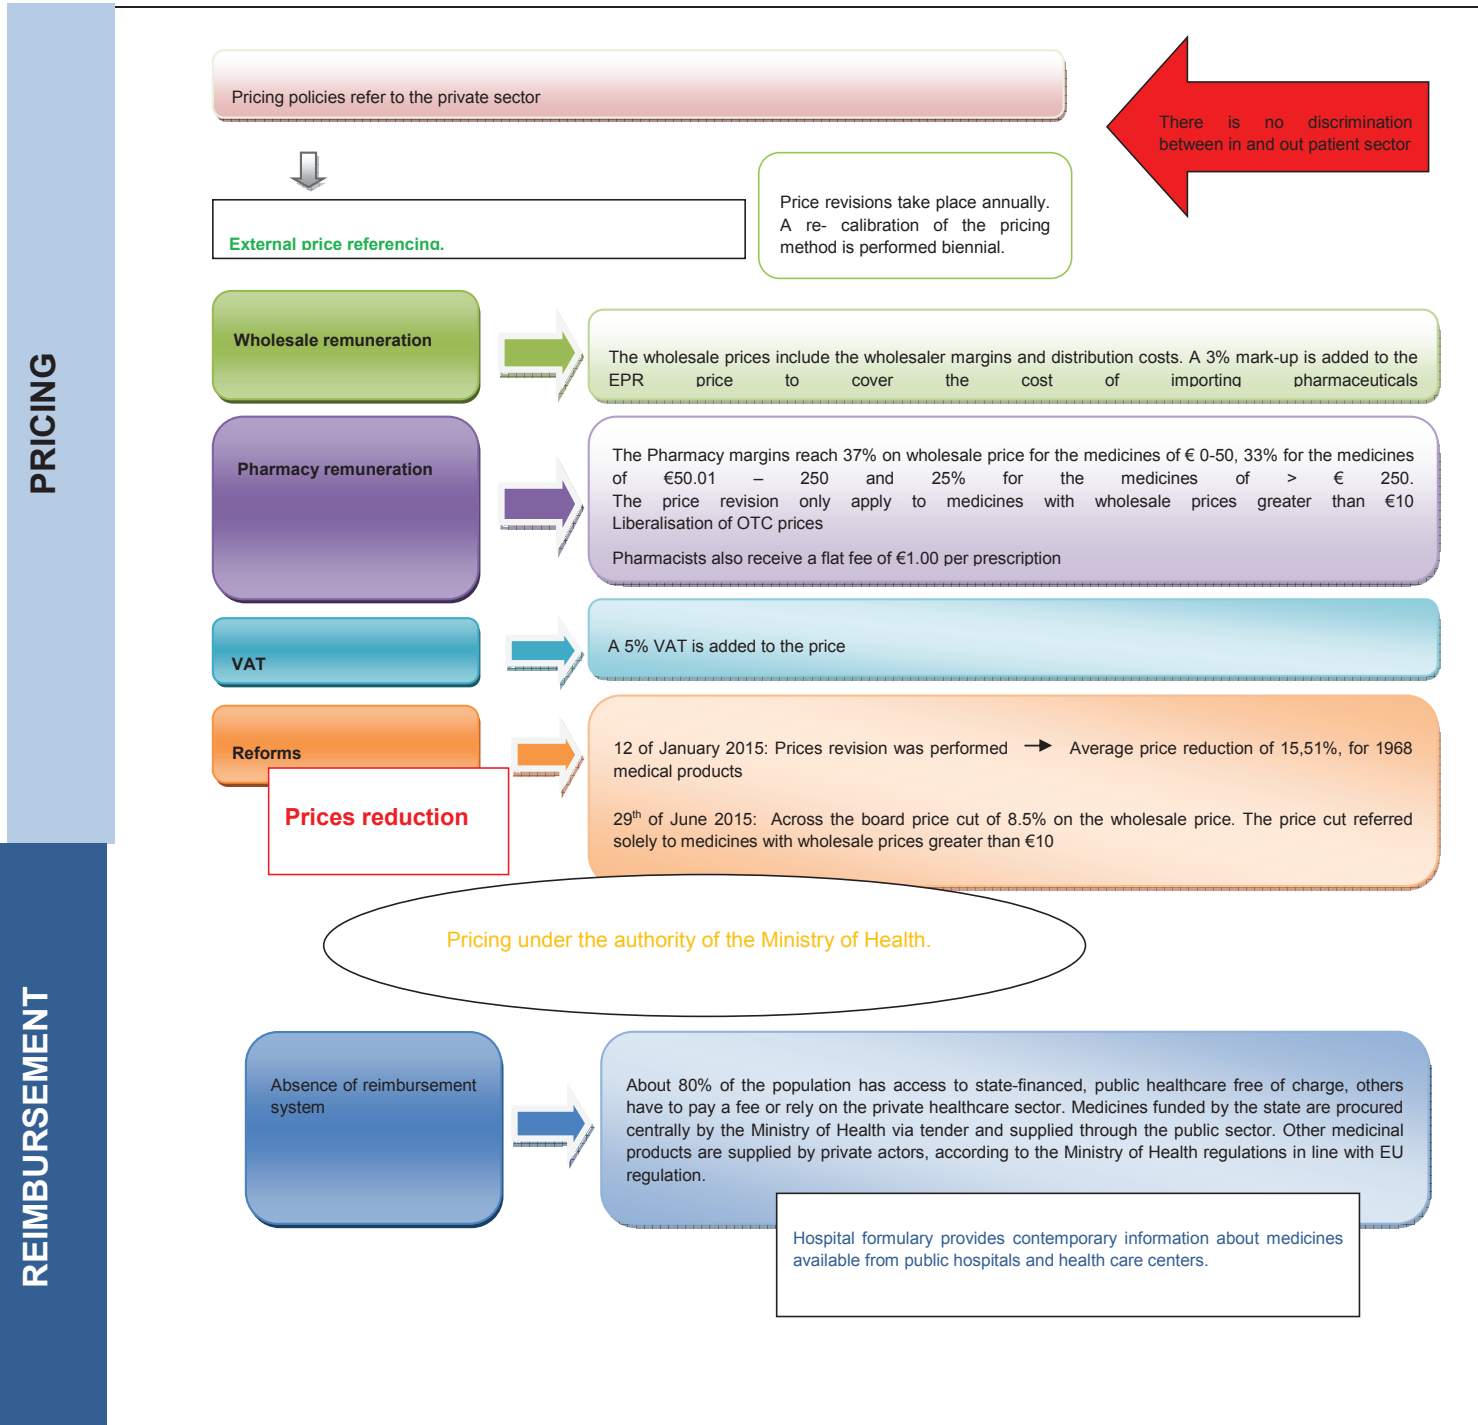 PRICING
Pricing policies refer to the private sector
There is no discrimination
between in and out patient sector
External price referencing.
Price revisions take place annually.
A re- calibration of the pricing
method is performed biennial.
Wholesale remuneration
The wholesale prices include the wholesaler margins and distribution costs. A 3% mark-up is added to the
EPR price to cover the cost of importing pharmaceuticals
Pharmacy remuneration
The Pharmacy margins reach 37% on wholesale price for the medicines of € 0-50, 33% for the medicines
of €50.01 – 250 and 25% for the medicines of > € 250.
The price revision only apply to medicines with wholesale prices greater than €10
Liberalisation of OTC prices
Pharmacists also receive a flat fee of €1.00 per prescription
VAT
A 5% VAT is added to the price
Reforms
Prices reduction
12 of January 2015: Prices revision was performed → Average price reduction of 15,51%, for 1968
medical products
29th of June 2015: Across the board price cut of 8.5% on the wholesale price. The price cut referred
solely to medicines with wholesale prices greater than €10
Pricing under the authority of the Ministry of Health.
REIMBURSEMENT
Absence of reimbursement
system
About 80% of the population has access to state-financed, public healthcare free of charge, others
have to pay a fee or rely on the private healthcare sector. Medicines funded by the state are procured
centrally by the Ministry of Health via tender and supplied through the public sector. Other medicinal
products are supplied by private actors, according to the Ministry of Health regulations in line with EU
regulation.
Hospital formulary provides contemporary information about medicines
available from public hospitals and health care centers.